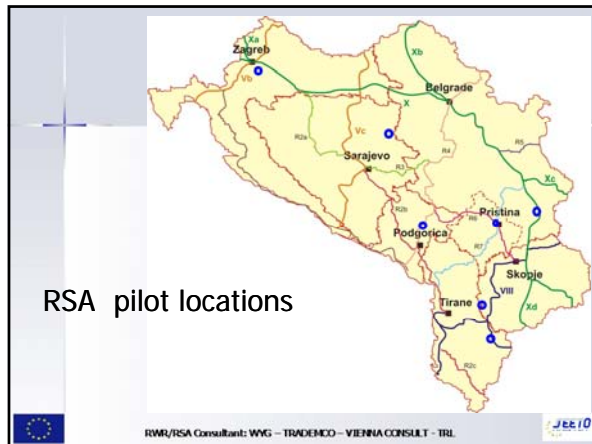 Xa
Zagreb
Xb
Vb
Belgrade
X
R2a
Vc
R4
R5
Sarajevo
R3
Xc
R2b
Pristina
R6
Podgorica
R7
Skopje
Tirane
VIII
Xd
R2c
RSA pilot locations
RWR/RSA Consultant: WYG – TRADEMCO – VIENNA CONSULT - TRL
SEETO